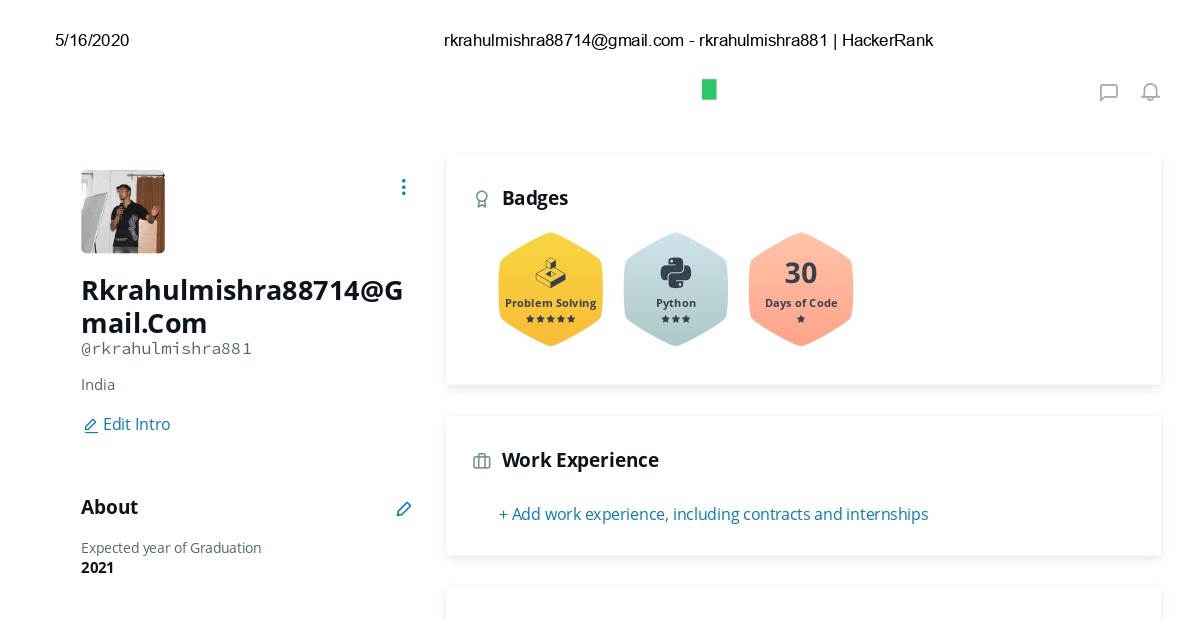 5/16/2020
rkrahulmishra88714@gmail.com - rkrahulmishra881 | HackerRank
Rkrahulmishra88714@G
mail.Com
@rkrahulmishra881
India
Edit Intro
About
Expected year of Graduation
2021
Badges
Problem Solving
Python
30
Days of Code
Work Experience
+ Add work experience, including contracts and internships